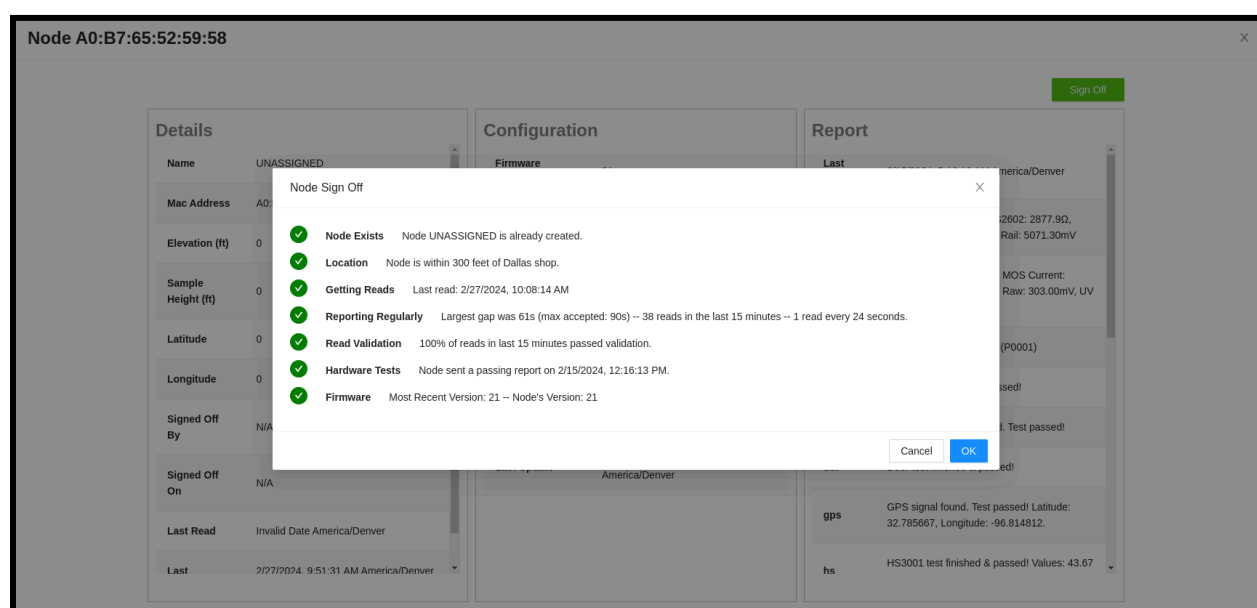 Node A0:B7:65:52:59:58
Sign Off
Details
Name UNASSIGNED
Mac Address A0:
Elevation (ft) 0
Sample
Height (ft) 0
Latitude 0
Longitude 0
Signed Off
By N/A
Signed Off
On N/A
Last Read Invalid Date America/Denver
Last 2/27/2024, 9:51:31 AM America/Denver
Configuration
Firmware
America/Denver
Report
Last
America/Denver
2602: 2877.9Ω,
Rail: 5071.30mV
MOS Current:
Raw: 303.00mV, UV
(P0001)
Test passed!
gps GPS signal found. Test passed! Latitude:
32.785667, Longitude: -96.814812.
hs HS3001 test finished & passed! Values: 43.67
Node Sign Off
Node Exists Node UNASSIGNED is already created.
Location Node is within 300 feet of Dallas shop.
Getting Reads Last read: 2/27/2024, 10:08:14 AM
Reporting Regularly Largest gap was 61s (max accepted: 90s) -- 38 reads in the last 15 minutes -- 1 read every 24 seconds.
Read Validation 100% of reads in last 15 minutes passed validation.
Hardware Tests Node sent a passing report on 2/15/2024, 12:16:13 PM.
Firmware Most Recent Version: 21 -- Node's Version: 21
Cancel OK